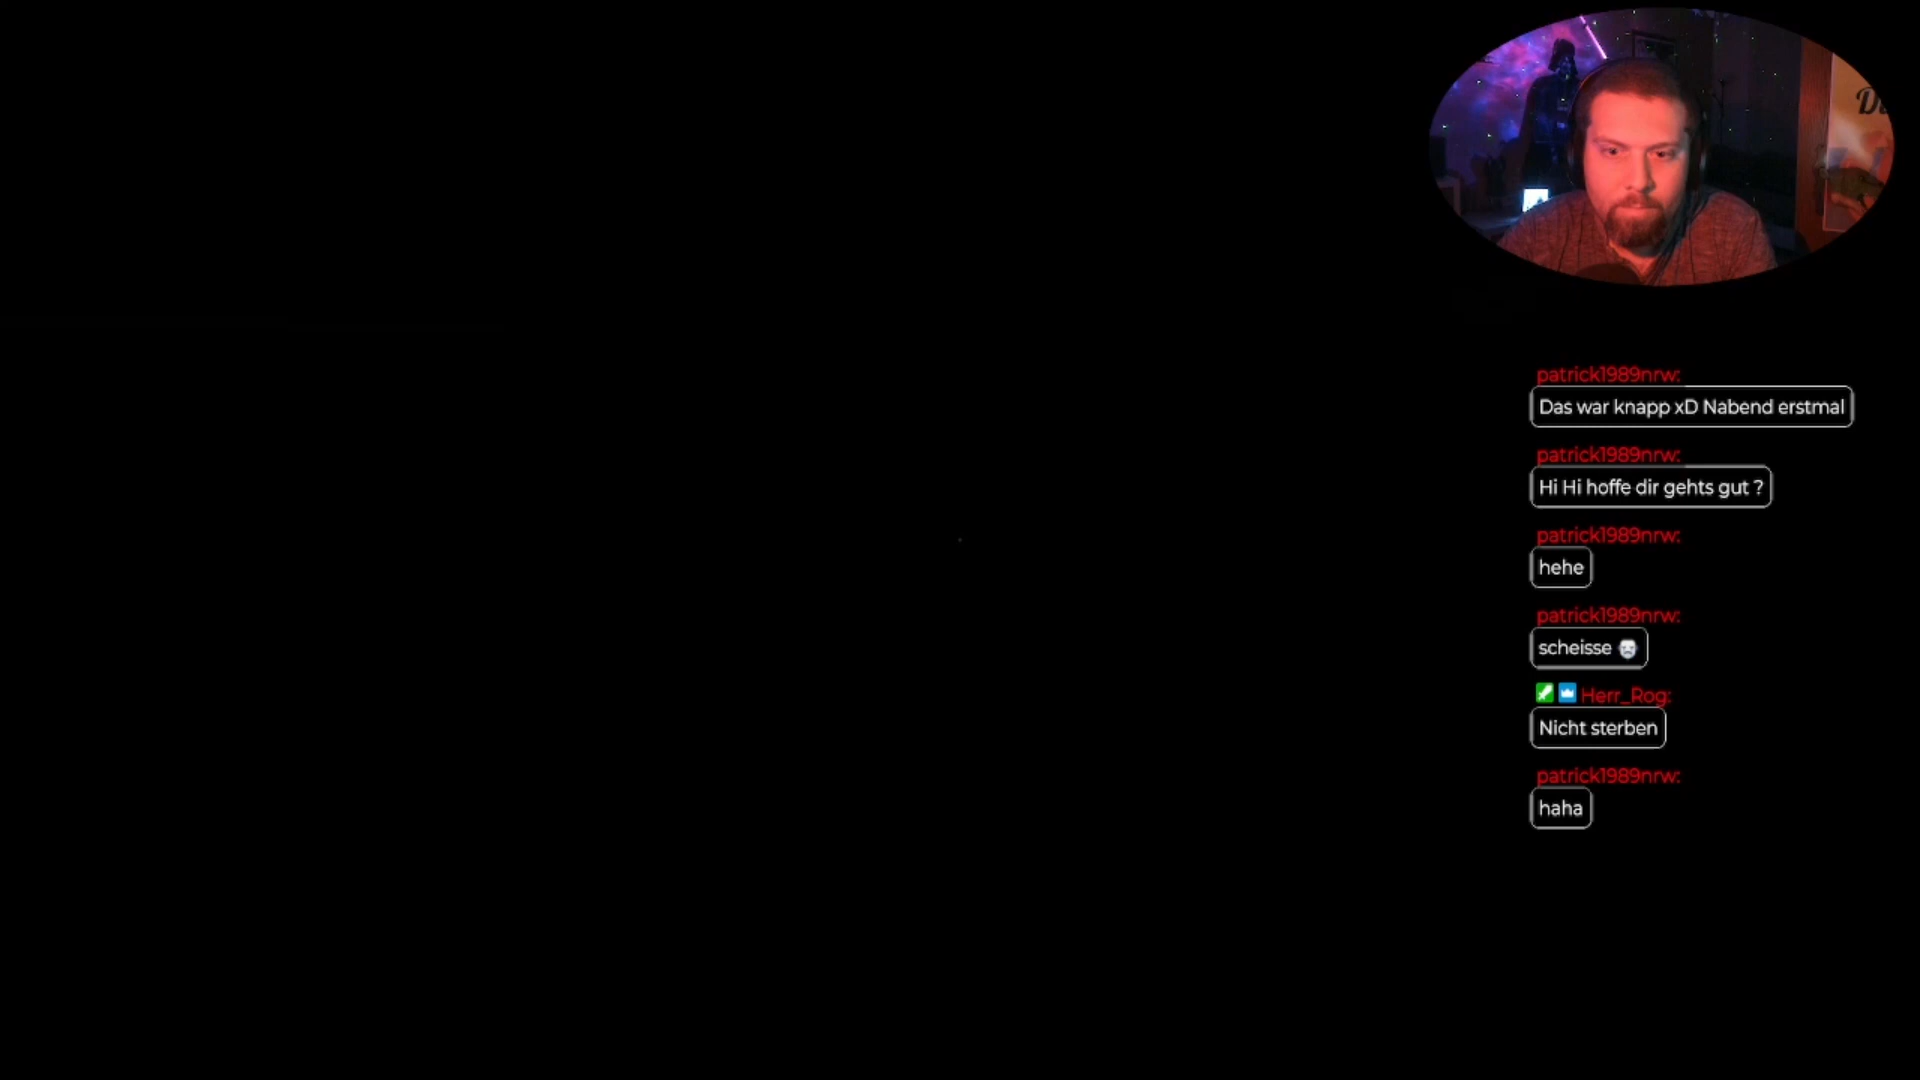 patrick1989nrw:
Das war knapp xD Nabend erstmal
patrick1989nrw:
Hi Hi hoffe dir gehts gut ?
patrick1989nrw:
hehe
patrick1989nrw:
scheisse
Herr_Rog:
Nicht sterben
patrick1989nrw:
haha